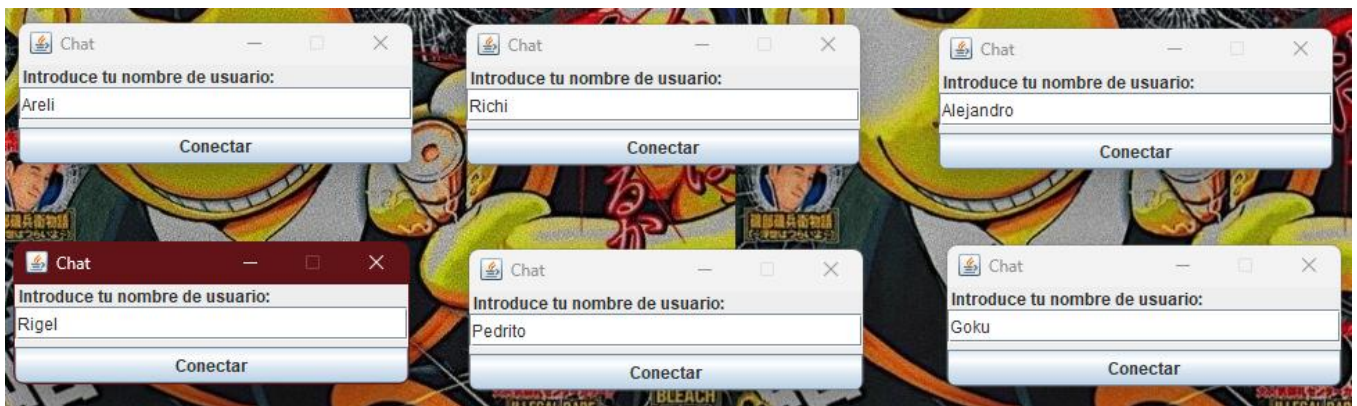 Chat
Introduce tu nombre de usuario:
Areli
Conectar
Chat
Introduce tu nombre de usuario:
Richi
Conectar
Chat
Introduce tu nombre de usuario:
Alejandro
Conectar
Chat
Introduce tu nombre de usuario:
Rigel
Conectar
Chat
Introduce tu nombre de usuario:
Pedrito
Conectar
Chat
Introduce tu nombre de usuario:
Goku
Conectar
BLEACH